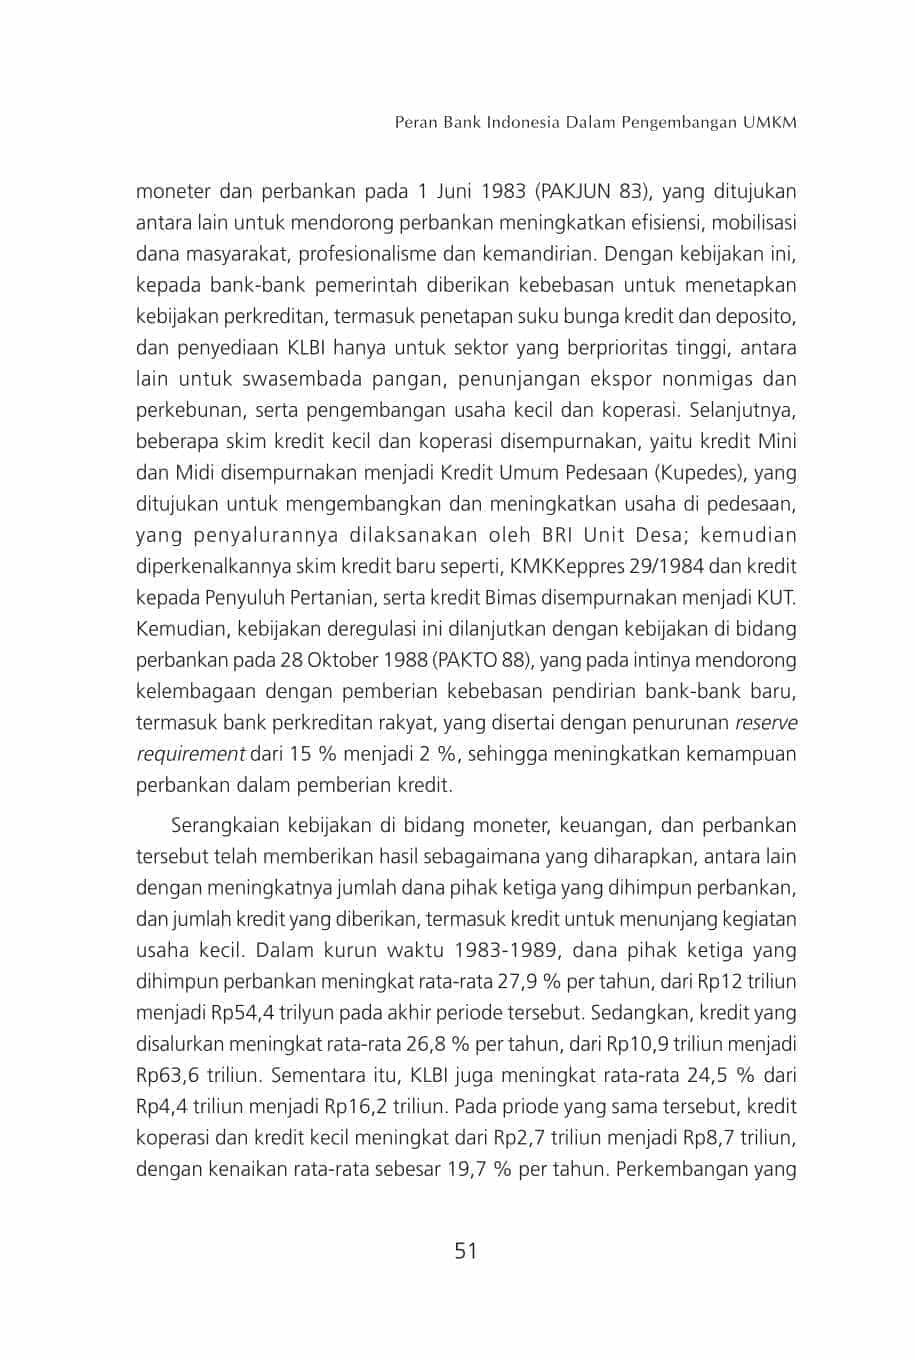 Peran Bank Indonesia Dalam Pengembangan UMKM
moneter dan perbankan pada 1 Juni 1983 (PAKJUN 83), yang ditujukan
antara lain untuk mendorong perbankan meningkatkan efisiensi, mobilisasi
dana masyarakat, profesionalisme dan kemandirian. Dengan kebijakan ini,
kepada bank-bank pemerintah diberikan kebebasan untuk menetapkan
kebijakan perkreditan, termasuk penetapan suku bunga kredit dan deposito,
dan penyediaan KLBI hanya untuk sektor yang berprioritas tinggi, antara
lain untuk swasembada pangan, penunjangan ekspor nonmigas dan
perkebunan, serta pengembangan usaha kecil dan koperasi. Selanjutnya,
beberapa skim kredit kecil dan koperasi disempurnakan, yaitu kredit Mini
dan Midi disempurnakan menjadi Kredit Umum Pedesaan (Kupedes), yang
ditujukan untuk mengembangkan dan meningkatkan usaha di pedesaan,
yang penyalurannya dilaksanakan oleh BRI Unit Desa; kemudian
diperkenalkannya skim kredit baru seperti, KMKKeppres 29/1984 dan kredit
kepada Penyuluh Pertanian, serta kredit Bimas disempurnakan menjadi KUT.
Kemudian, kebijakan deregulasi ini dilanjutkan dengan kebijakan di bidang
perbankan pada 28 Oktober 1988 (PAKTO 88), yang pada intinya mendorong
kelembagaan dengan pemberian kebebasan pendirian bank-bank baru,
termasuk bank perkreditan rakyat, yang disertai dengan penurunan reserve
requirement dari 15 % menjadi 2 %, sehingga meningkatkan kemampuan
perbankan dalam pemberian kredit.
Serangkaian kebijakan di bidang moneter, keuangan, dan perbankan
tersebut telah memberikan hasil sebagaimana yang diharapkan, antara lain
dengan meningkatnya jumlah dana pihak ketiga yang dihimpun perbankan,
dan jumlah kredit yang diberikan, termasuk kredit untuk menunjang kegiatan
usaha kecil. Dalam kurun waktu 1983-1989, dana pihak ketiga yang
dihimpun perbankan meningkat rata-rata 27,9 % per tahun, dari Rp12 triliun
menjadi Rp54,4 trilyun pada akhir periode tersebut. Sedangkan, kredit yang
disalurkan meningkat rata-rata 26,8 % per tahun, dari Rp10,9 triliun menjadi
Rp63,6 triliun. Sementara itu, KLBI juga meningkat rata-rata 24,5 % dari
Rp4,4 triliun menjadi Rp16,2 triliun. Pada priode yang sama tersebut, kredit
koperasi dan kredit kecil meningkat dari Rp2,7 triliun menjadi Rp8,7 triliun,
dengan kenaikan rata-rata sebesar 19,7 % per tahun. Perkembangan yang
51